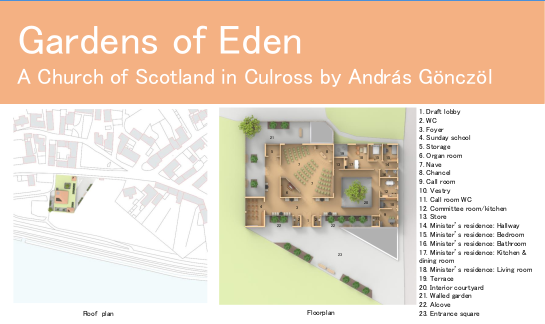 Gardens of Eden
A Church of Scotland in Culross by András Gönczöl
1. Draft lobby
2. WC
3. Foyer
4. Sunday school
5. Storage
6. Organ room
7. Nave
8. Chancel
9. Call room
10. Vestry
11. Call room WC
12. Committee room/kitchen
13. Store
14. Minister's residence: Hallway
15. Minister's residence: Bedroom
16. Minister's residence: Bathroom
17. Minister's residence: Kitchen &
dining room
18. Minister's residence: Living room
19. Terrace
20. Interior courtyard
21. Walled garden
22. Alcove
23. Entrance square
Roof plan
Floorplan